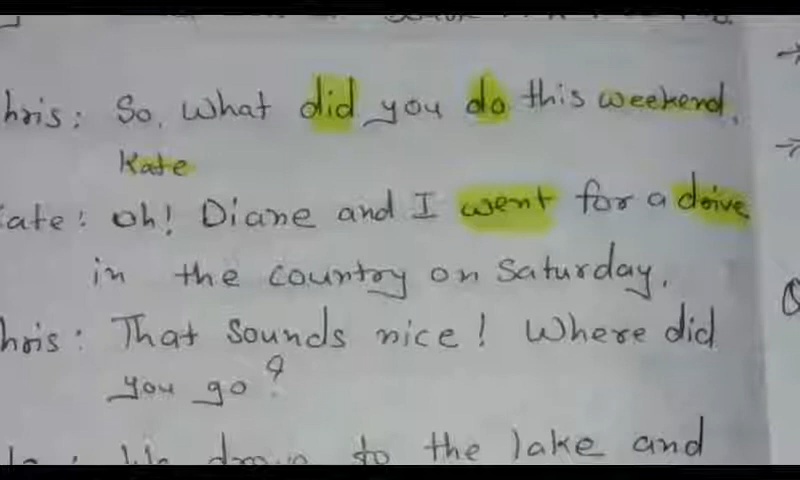 hris: So, what did you do this weekend,
Kate
ate: oh! Diane and I went for a drive
in the country on Saturday.
hris: That sounds nice! Where did
you go?
to the lake and